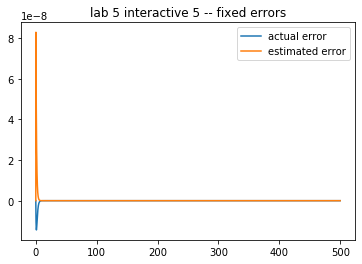 lab 5 interactive 5 -- fixed errors
1e−8
actual error
estimated error
8
6
4
2
0
0 100 200 300 400 500